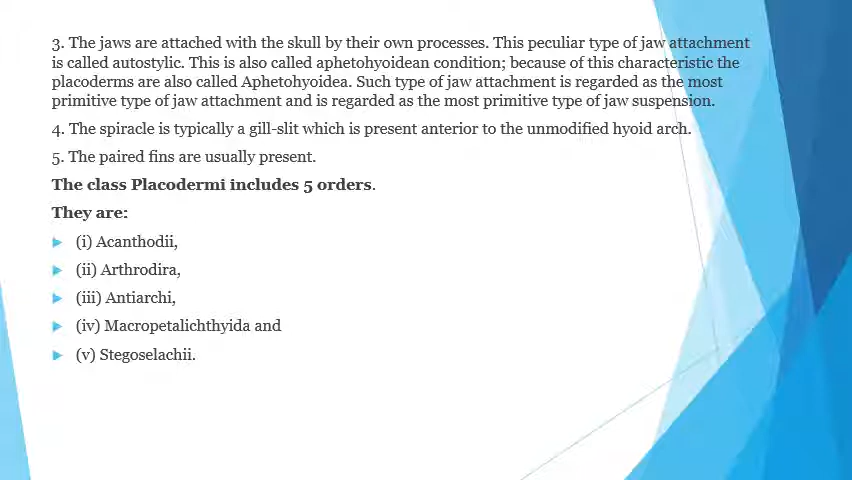 3. The jaws are attached with the skull by their own processes. This peculiar type of jaw attachment
is called autostylic. This is also called aphetohyoidean condition; because of this characteristic the
placoderms are also called Aphetohyoidea. Such type of jaw attachment is regarded as the most
primitive type of jaw attachment and is regarded as the most primitive type of jaw suspension.
4. The spiracle is typically a gill-slit which is present anterior to the unmodified hyoid arch.
5. The paired fins are usually present.
The class Placodermi includes 5 orders.
They are:
(i) Acanthodii,
(ii) Arthrodira,
(iii) Antiarchi,
(iv) Macropetalichthyida and
(v) Stegoselachii.